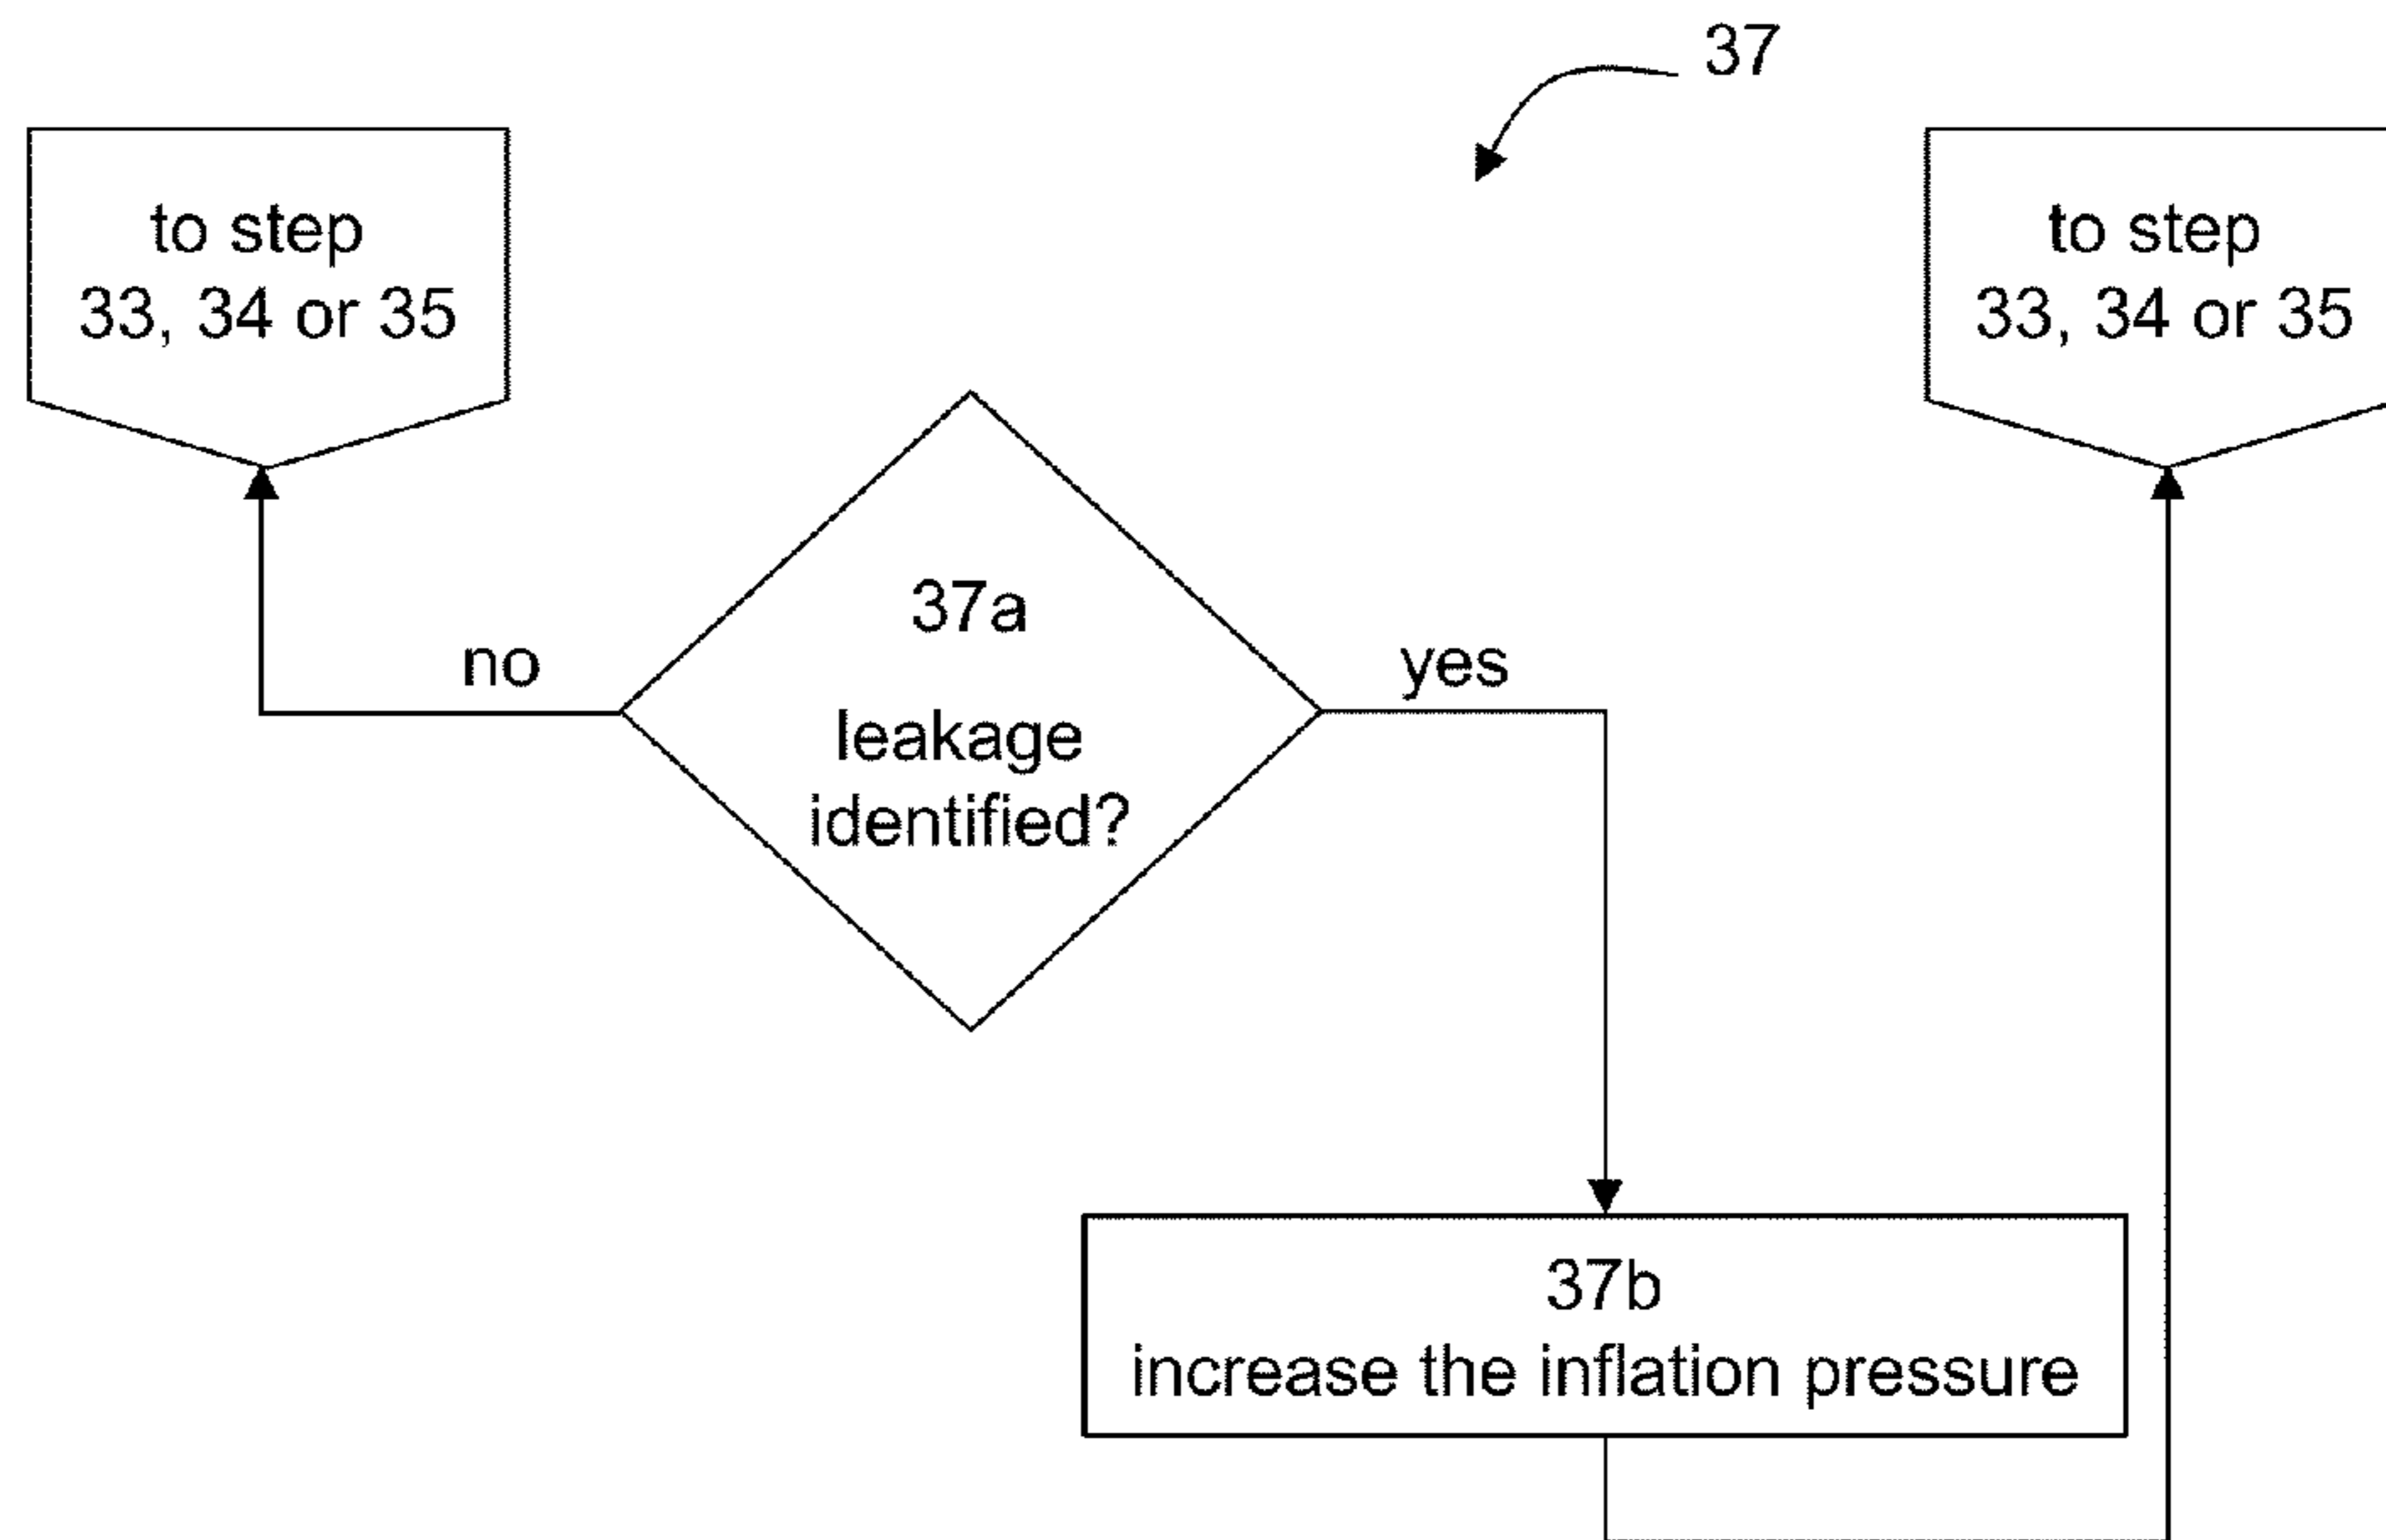 37
to step
33, 34 or 35
to step
33, 34 or 35
37a
leakage
identified?
no
yes
37b
increase the inflation pressure